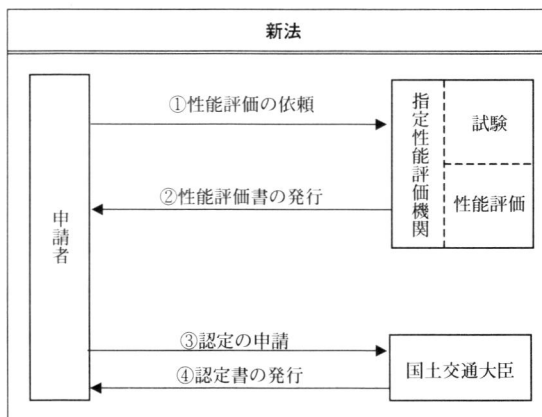 新法
①性能評価の依頼
指定性能評価機関
試験
②性能評価書の発行
性能評価
申請者
③認定の申請
国土交通大臣
④認定書の発行